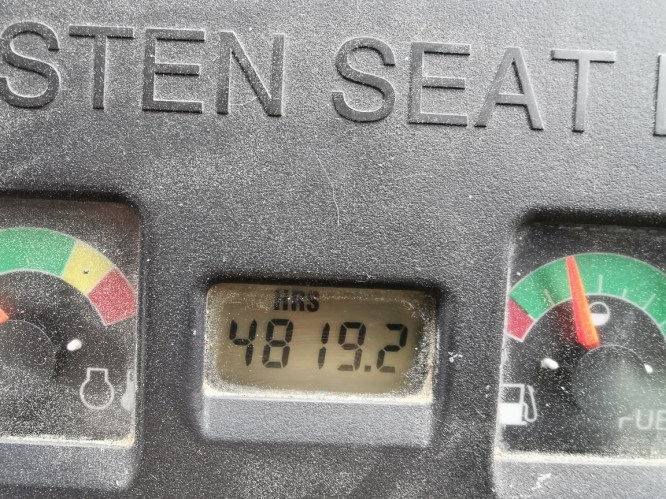 STEN SEAT
HRS
4819.2
FUE